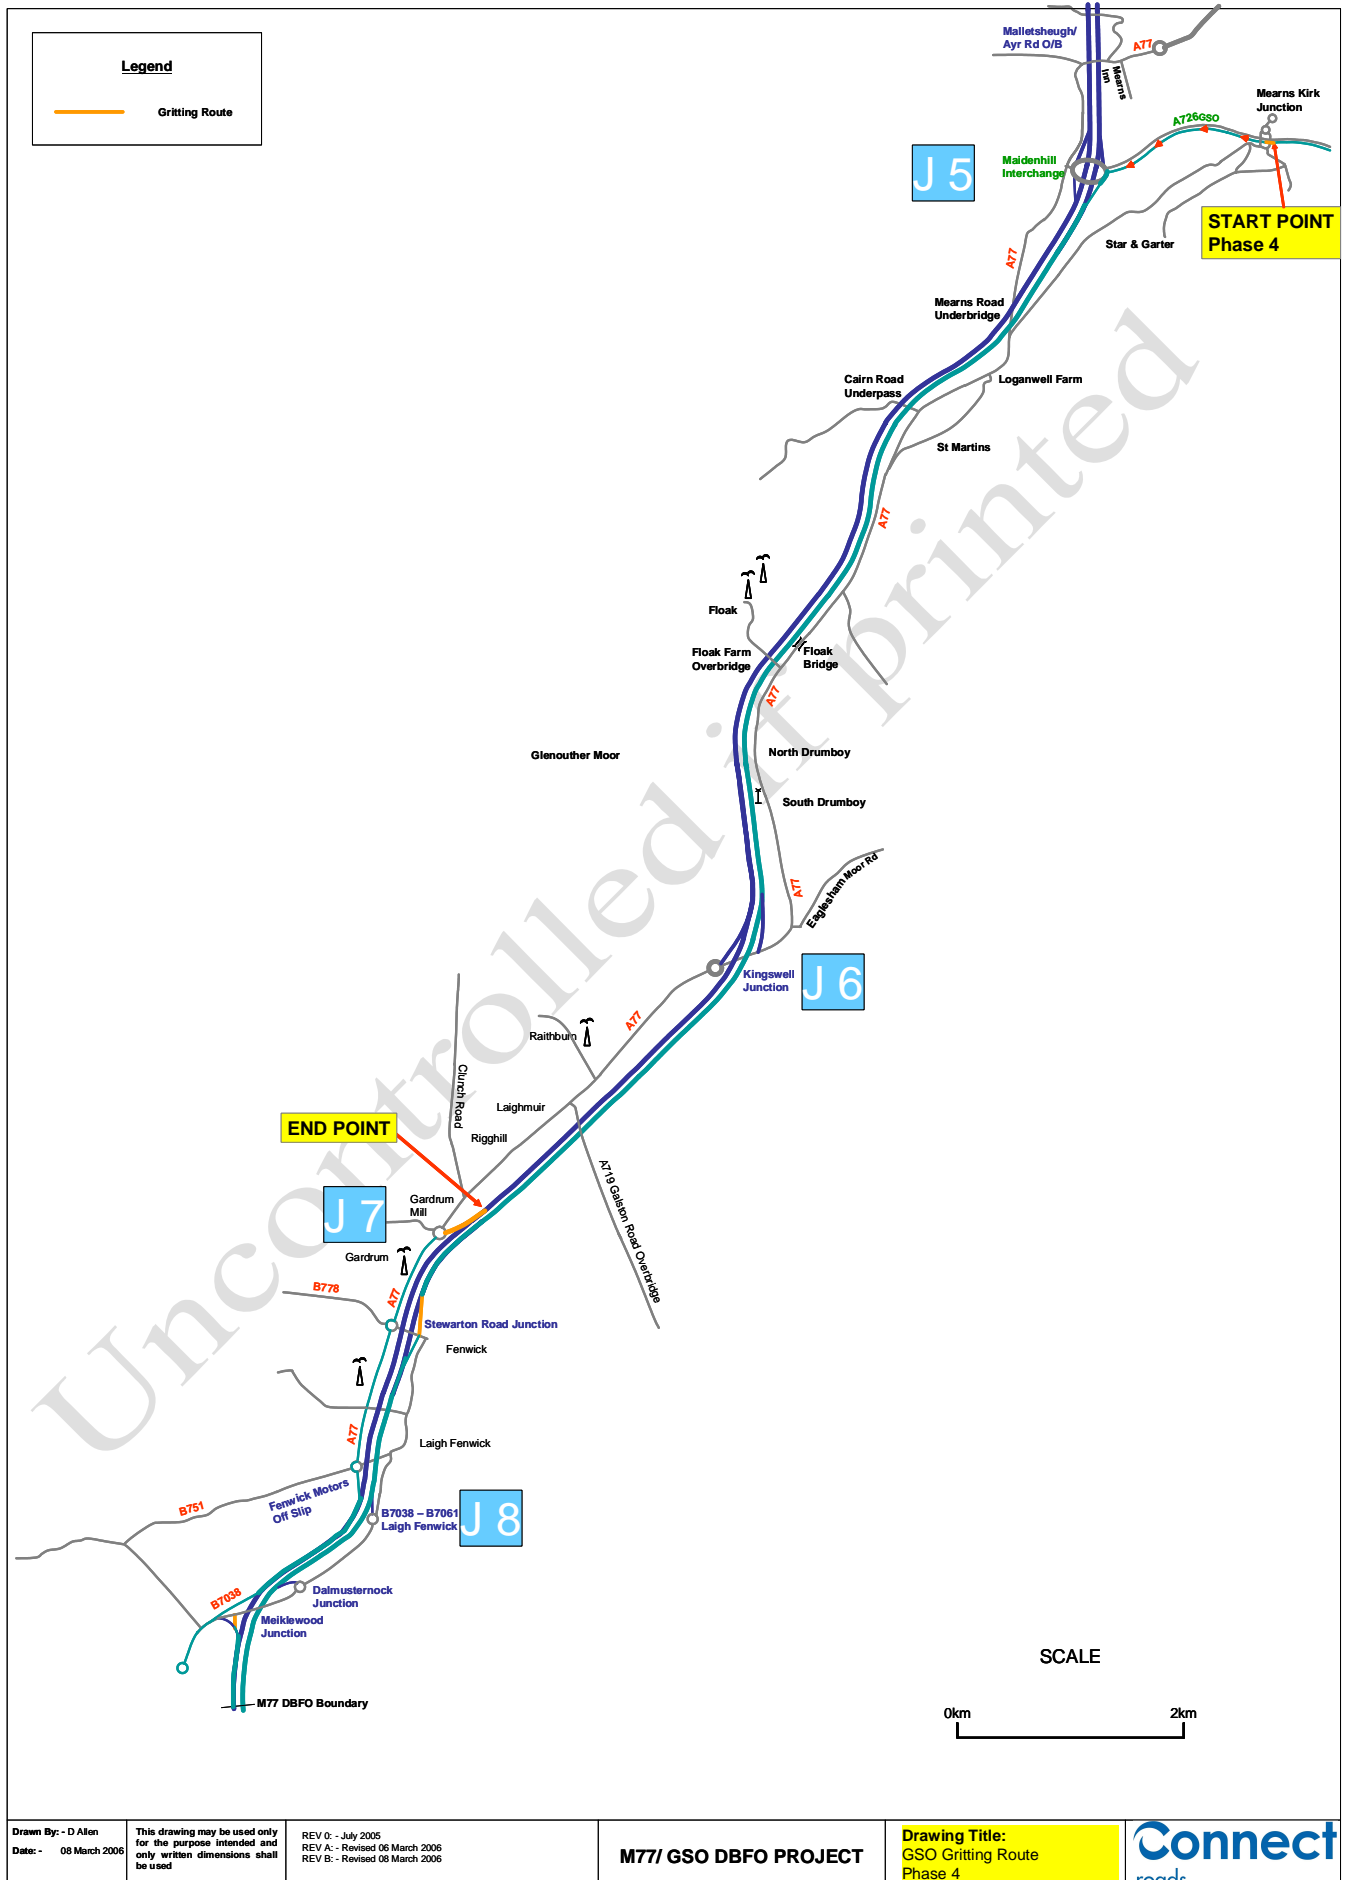 Legend
Gritting Route
Malletsheugh/
Ayr Rd O/B
A77
Mearns
Inn
Mearns Kirk
Junction
A726GSO
J 5
Maidenhill
Interchange
START POINT
Phase 4
Star & Garter
A77
Mearns Road
Underbridge
Cairn Road
Underpass
Loganwell Farm
St Martins
A77
Floak
Floak Farm
Overbridge
Floak
Bridge
A77
Glenouther Moor
North Drumboy
South Drumboy
A77
Eaglesham Moor Rd
Kingswell
Junction
J 6
A77
Raithburn
Clunch Road
Laighmuir
END POINT
Rigghill
A719 Galston Road Overbridge
J 7
Gardrum
Mill
Gardrum
B778
A77
Stewarton Road Junction
Fenwick
A77
Laigh Fenwick
B751
Fenwick Motors
Off Slip
B7038 – B7061
Laigh Fenwick
J 8
B7038
Dalmusternock
Junction
Meiklewood
Junction
M77 DBFO Boundary
SCALE
0km
2km
Uncontrolled if printed
Drawn By: - D Allen
Date: - 08 March 2006
This drawing may be used only
for the purpose intended and
only written dimensions shall
be used
REV 0: - July 2005
REV A: - Revised 06 March 2006
REV B: - Revised 08 March 2006
M77/ GSO DBFO PROJECT
Drawing Title:
GSO Gritting Route
Phase 4
Connect
roads